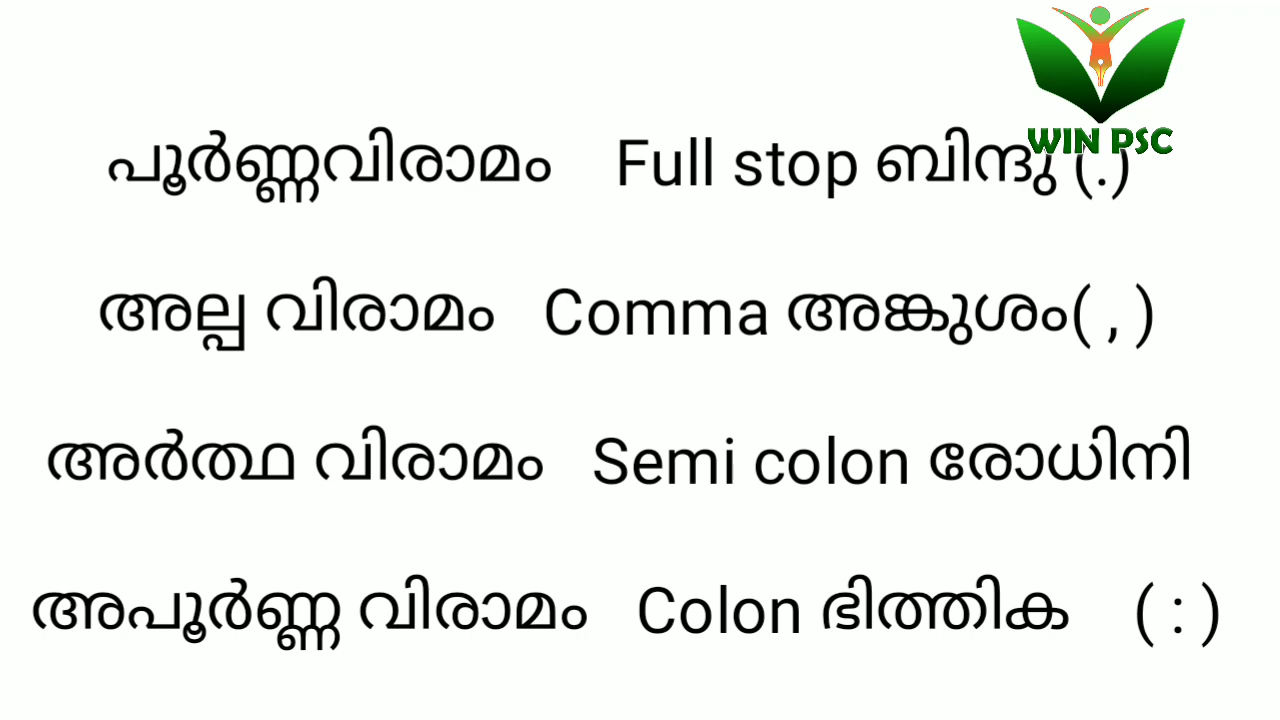 WIN PSC
പൂർണ്ണവിരാമം Full stop ബിന്ദു (.)
അല്പ വിരാമം Comma അങ്കുശം( , )
അർത്ഥ വിരാമം Semi colon രോധിനി
അപൂർണ്ണ വിരാമം Colon ഭിത്തിക ( : )